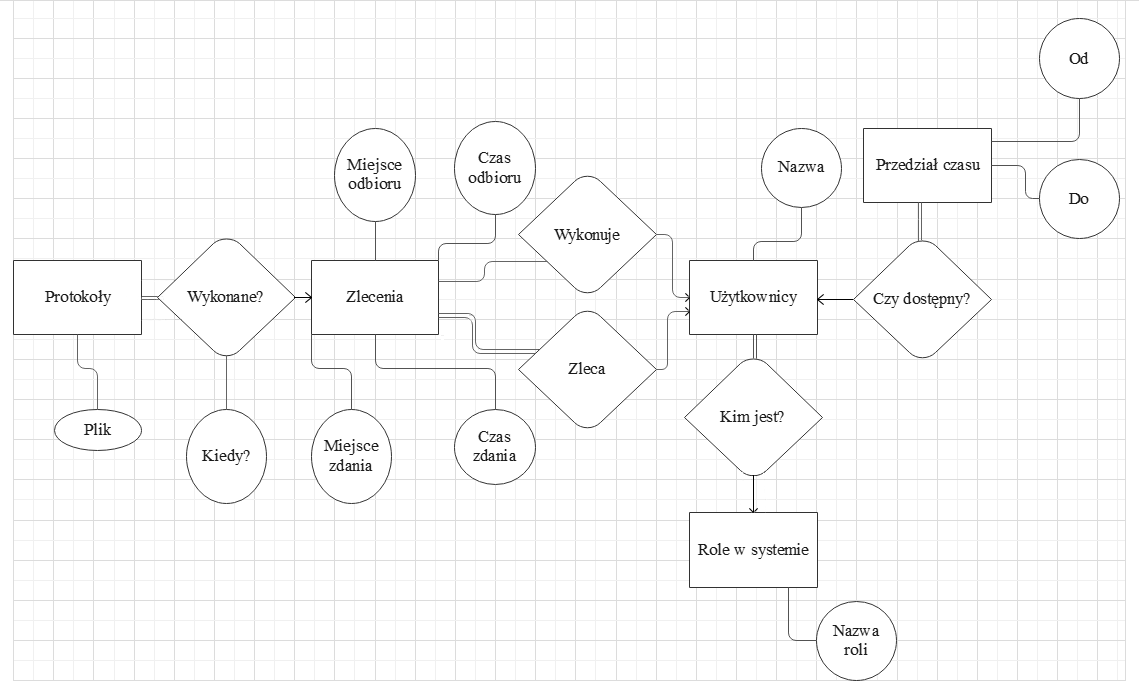 Od
Miejsce
odbioru
Czas
odbioru
Nazwa
Przedział czasu
Do
Wykonuje
Protokoły
Wykonane?
Zlecenia
Użytkownicy
Czy dostępny?
Zleca
Plik
Kiedy?
Miejsce
zdania
Czas
zdania
Kim jest?
Role w systemie
Nazwa
roli